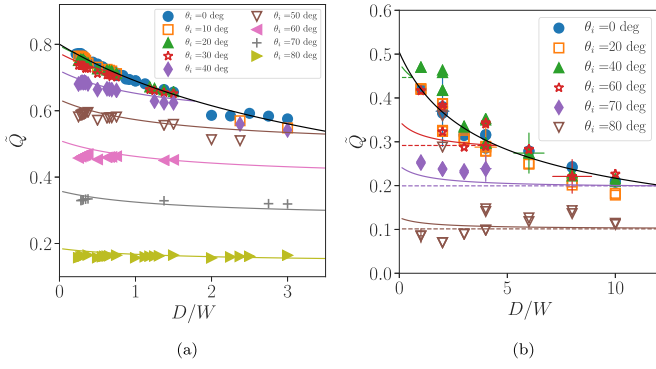 θᵢ =0 deg
θᵢ =10 deg
θᵢ =20 deg
θᵢ =30 deg
θᵢ =40 deg
θᵢ =50 deg
θᵢ =60 deg
θᵢ =70 deg
θᵢ =80 deg
0.8
0.6
0.4
0.2
Q̃
0 1 2 3
D/W
(a)
θᵢ=0 deg
θᵢ=20 deg
θᵢ=40 deg
θᵢ=60 deg
θᵢ=70 deg
θᵢ=80 deg
0.6
0.5
0.4
0.3
0.2
0.1
0.0
Q̃
0 5 10
D/W
(b)